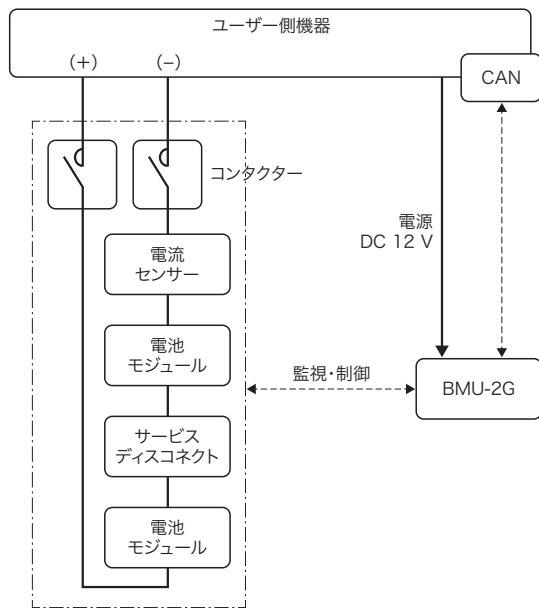 ユーザー側機器
(+)
(−)
CAN
コンタクター
電源
DC 12 V
電流
センサー
電池
モジュール
監視・制御
BMU-2G
サービス
ディスコネクト
電池
モジュール